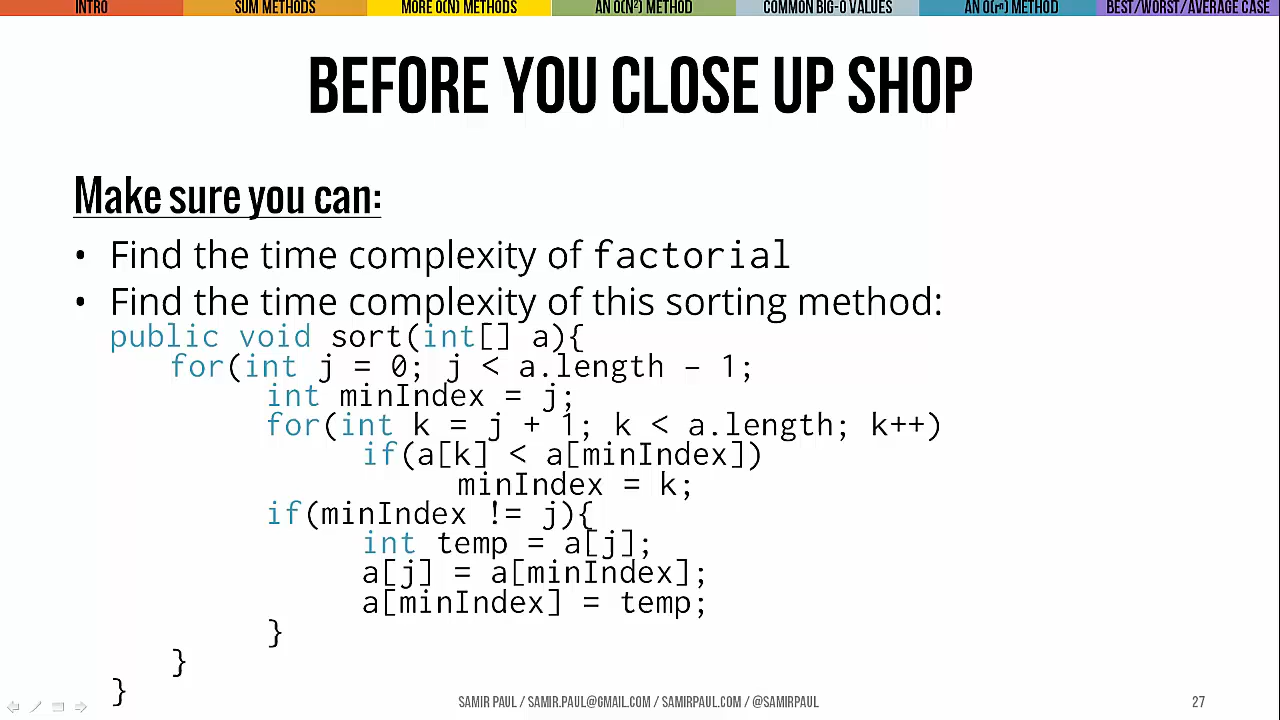 INTRO SUM METHODS MORE O(N) METHODS AN O(N²) METHOD COMMON BIG-O VALUES AN O(rⁿ) METHOD BEST/WORST/AVERAGE CASE
BEFORE YOU CLOSE UP SHOP
Make sure you can:
• Find the time complexity of factorial
• Find the time complexity of this sorting method:
public void sort(int[] a){
for(int j = 0; j < a.length – 1;
int minIndex = j;
for(int k = j + 1; k < a.length; k++)
if(a[k] < a[minIndex])
minIndex = k;
if(minIndex != j){
int temp = a[j];
a[j] = a[minIndex];
a[minIndex] = temp;
}
}
}
SAMIR PAUL / SAMIR.PAUL@GMAIL.COM / SAMIRPAUL.COM / @SAMIRPAUL 27